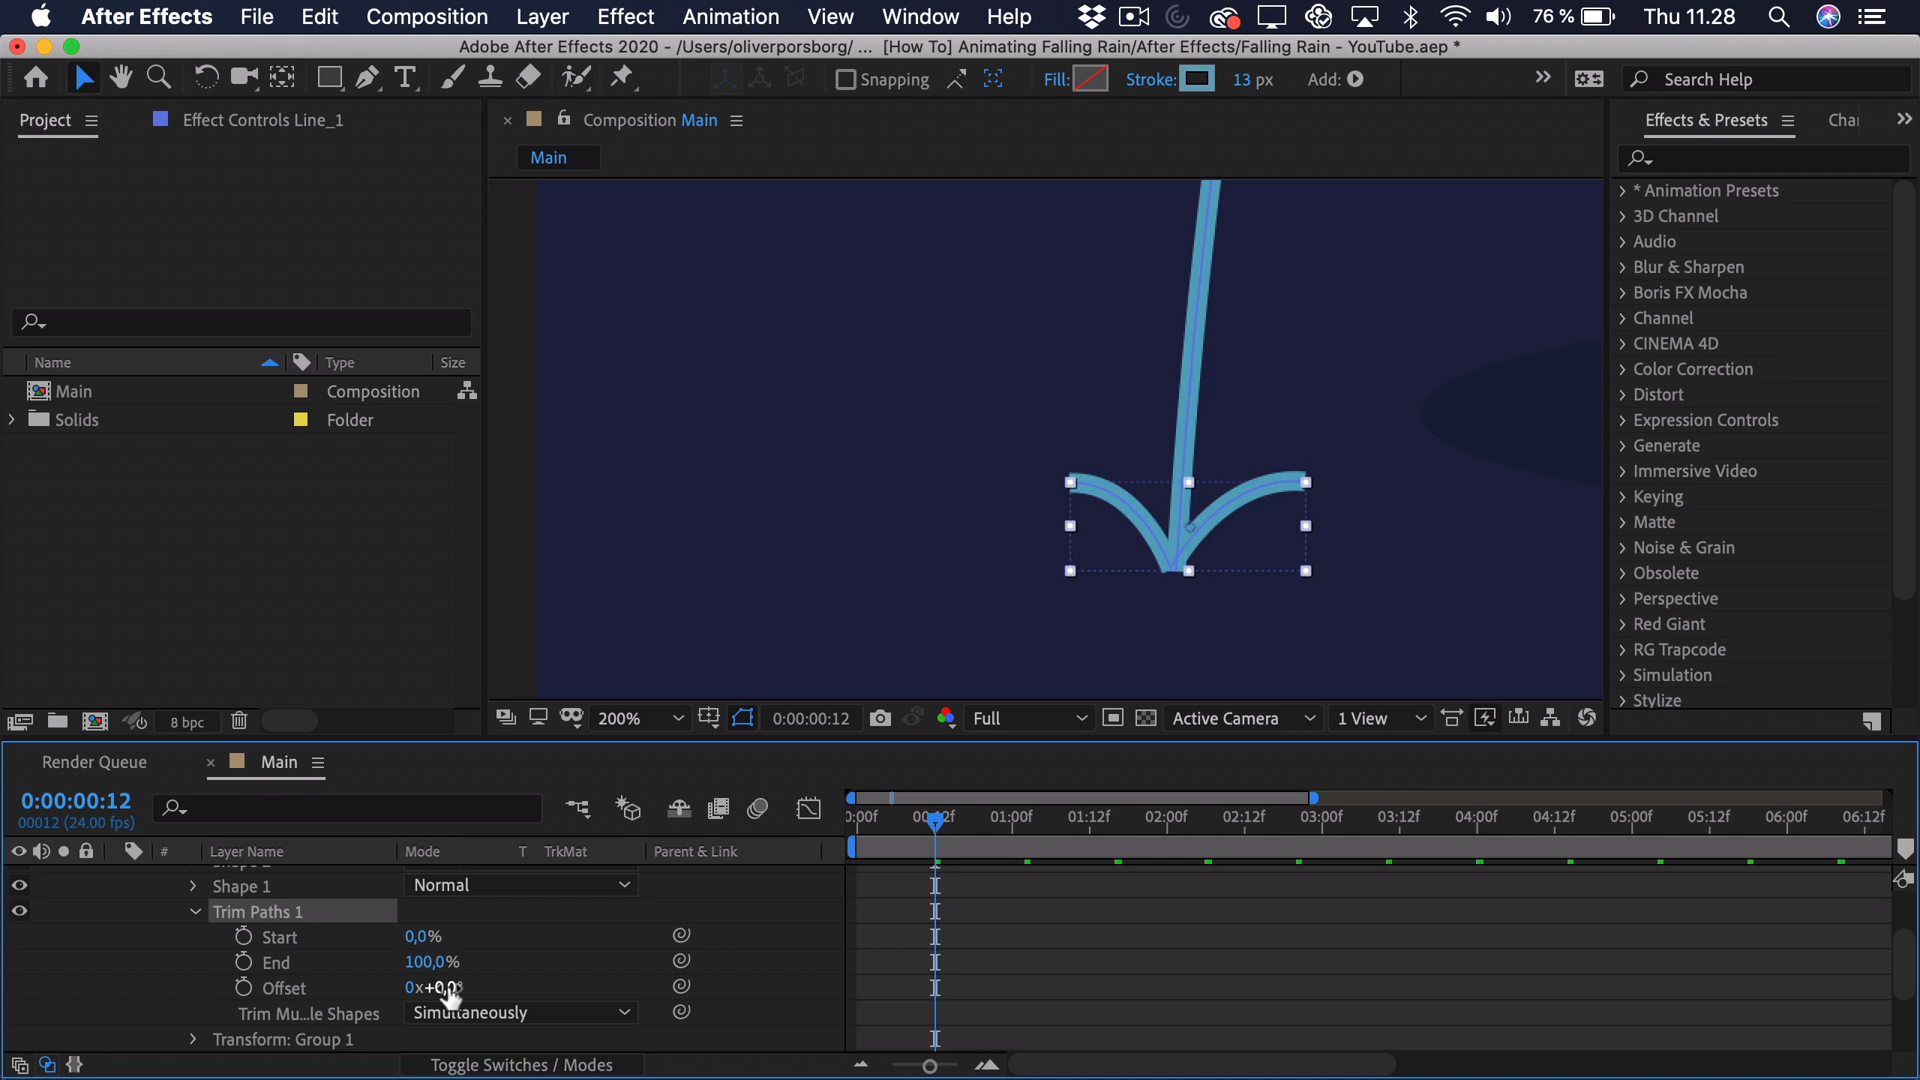 After Effects File Edit Composition Layer Effect Animation View Window Help 76 % Thu 11.28
Adobe After Effects 2020 - /Users/oliverporsborg/ ... [How To] Animating Falling Rain/After Effects/Falling Rain - YouTube.aep *
Snapping Fill: Stroke: 13 px Add: Search Help
Project Effect Controls Line_1 Composition Main Effects & Presets
Main
* Animation Presets
3D Channel
Audio
Blur & Sharpen
Boris FX Mocha
Channel
CINEMA 4D
Color Correction
Distort
Expression Controls
Generate
Immersive Video
Keying
Matte
Noise & Grain
Obsolete
Perspective
Red Giant
RG Trapcode
Simulation
Stylize
Name Type Size
Main Composition
Solids Folder
8 bpc 200% 0:00:00:12 Full Active Camera 1 View
Render Queue Main
0:00:00:12
00012 (24.00 fps)
01:00f 01:12f 02:00f 02:12f 03:00f 03:12f 04:00f 04:12f 05:00f 05:12f 06:00f 06:12f
# Layer Name Mode T TrkMat Parent & Link
Shape 1 Normal
Trim Paths 1
Start 0,0%
End 100,0%
Offset 0x+0,0°
Trim Mu...le Shapes Simultaneously
Transform: Group 1
Toggle Switches / Modes